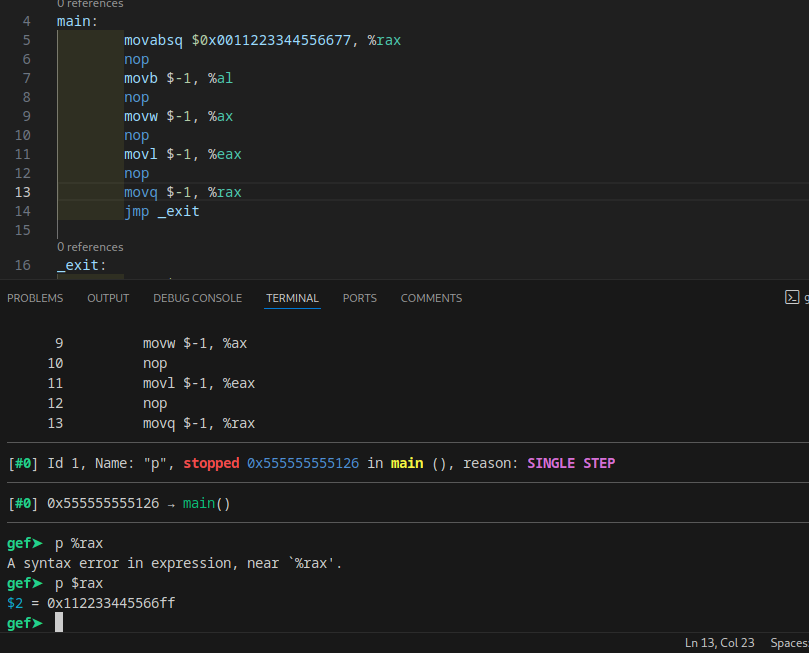 0 references
4 main:
5 movabsq $0x0011223344556677, %rax
6 nop
7 movb $-1, %al
8 nop
9 movw $-1, %ax
10 nop
11 movl $-1, %eax
12 nop
13 movq $-1, %rax
14 jmp _exit
15
0 references
16 _exit:
PROBLEMS OUTPUT DEBUG CONSOLE TERMINAL PORTS COMMENTS
9 movw $-1, %ax
10 nop
11 movl $-1, %eax
12 nop
13 movq $-1, %rax
[#0] Id 1, Name: "p", stopped 0x555555555126 in main (), reason: SINGLE STEP
[#0] 0x555555555126 → main()
gef➤ p %rax
A syntax error in expression, near `%rax'.
gef➤ p $rax
$2 = 0x112233445566ff
gef➤
Ln 13, Col 23 Spaces